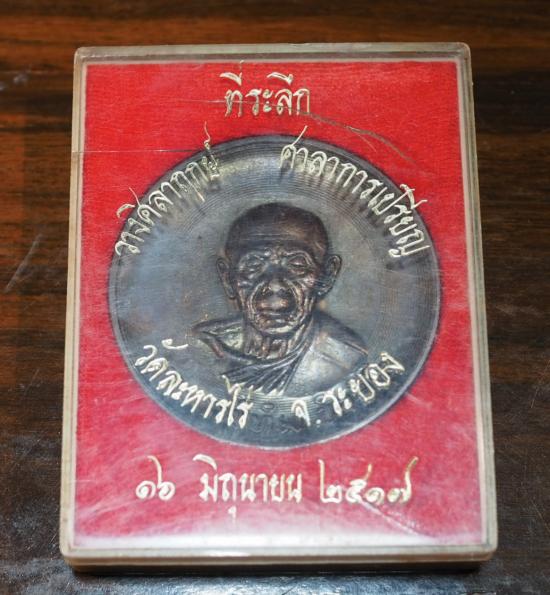 ที่ระลึก
วางศิลาฤกษ์ ศาลาการเปรียญ
วัดละหารไร่ จ.ระยอง
๑๖ มิถุนายน ๒๕๑๗